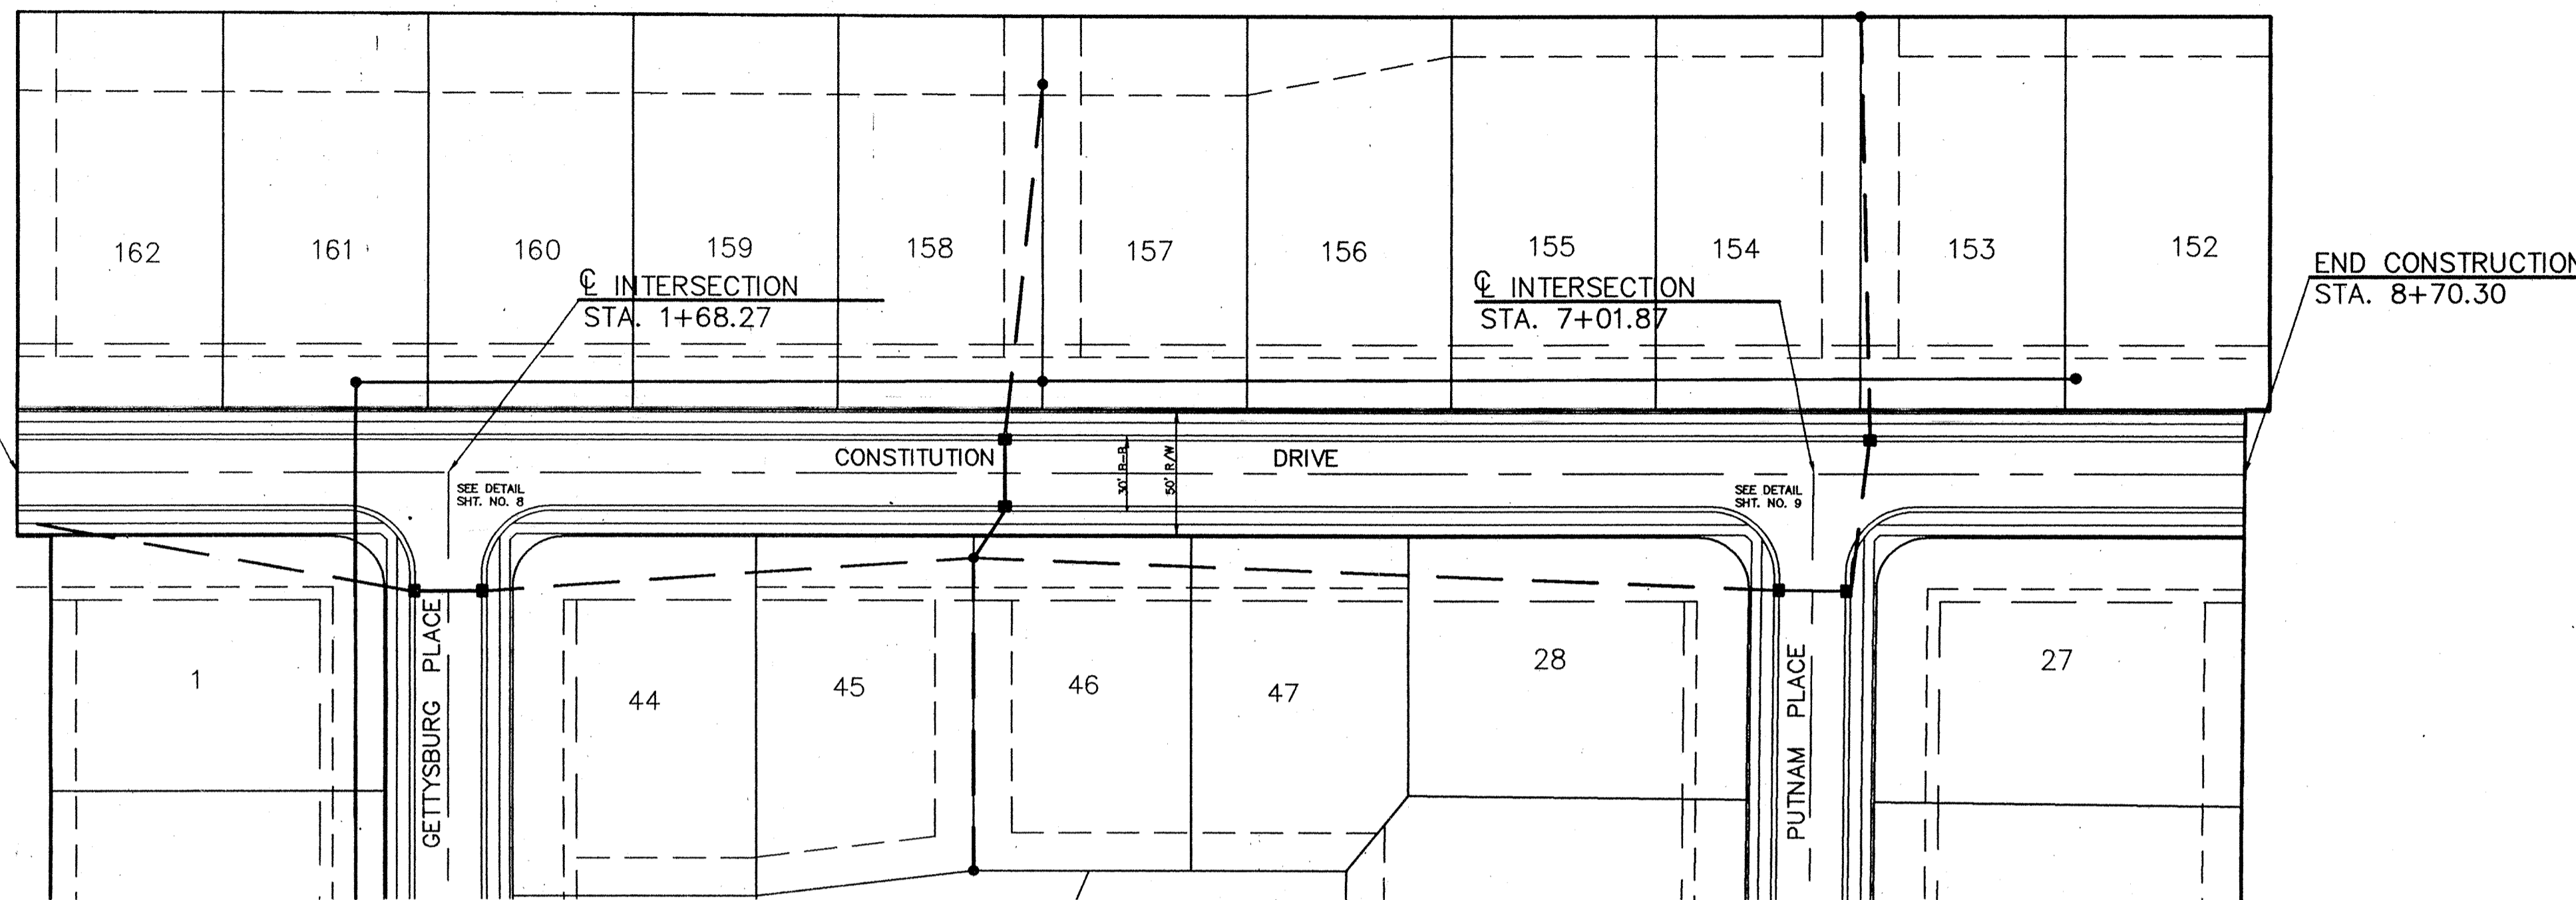 162
161
160
159
158
157
156
155
154
153
152
℄ INTERSECTION
STA. 1+68.27
℄ INTERSECTION
STA. 7+01.87
END CONSTRUCTION
STA. 8+70.30
CONSTITUTION DRIVE
30' B-B
50' R/W
SEE DETAIL
SHT. NO. 8
SEE DETAIL
SHT. NO. 9
GETTYSBURG PLACE
PUTNAM PLACE
1
44
45
46
47
28
27